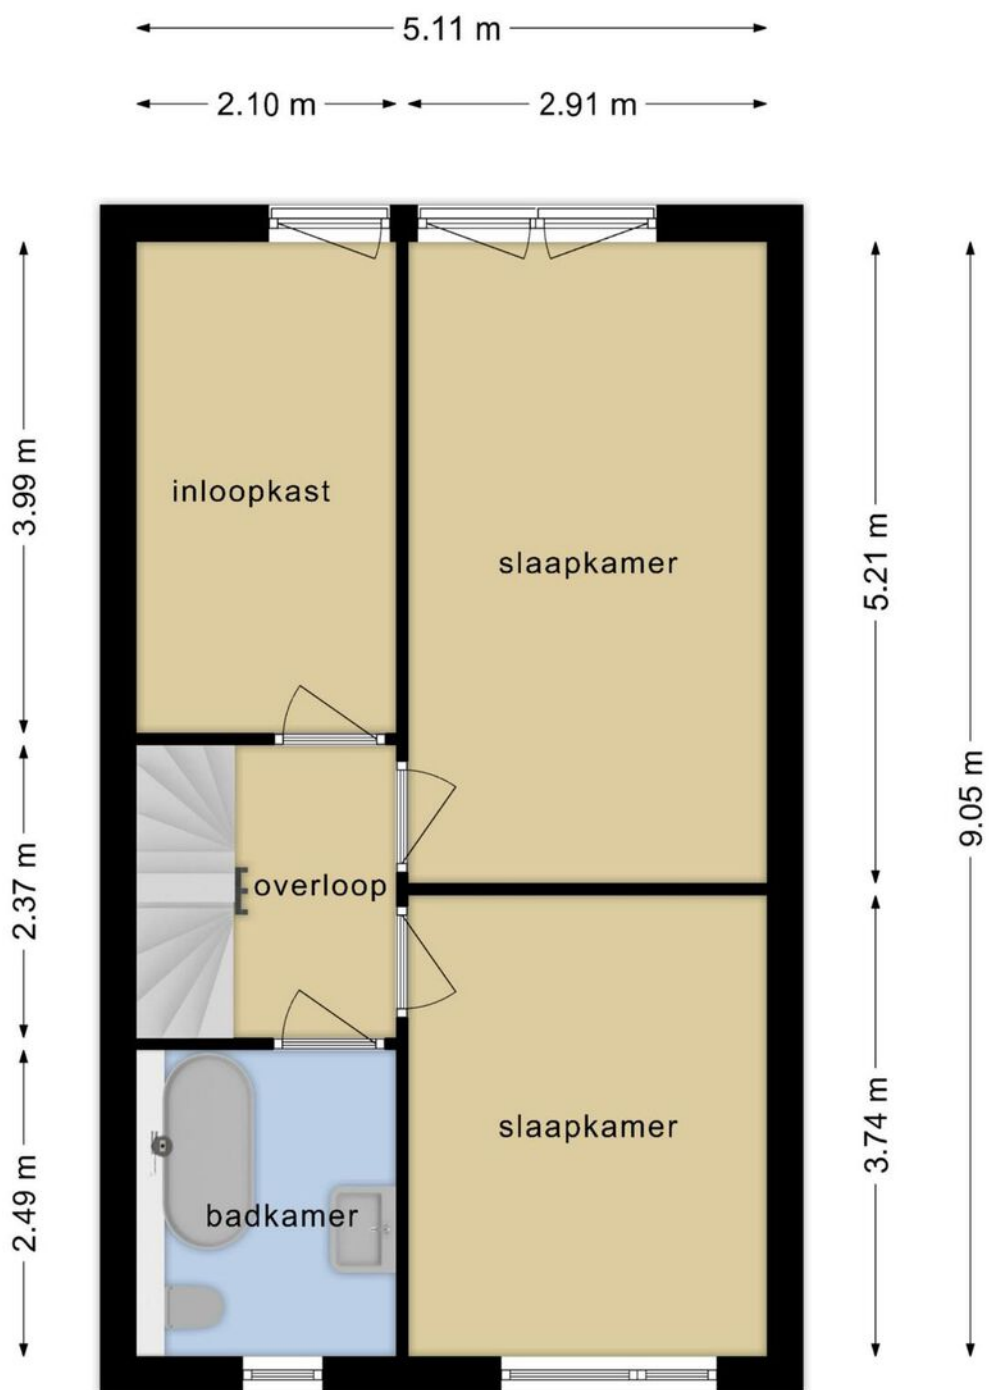 5.11 m
2.10 m
2.91 m
3.99 m
inloopkast
slaapkamer
5.21 m
9.05 m
2.37 m
overloop
slaapkamer
3.74 m
2.49 m
badkamer